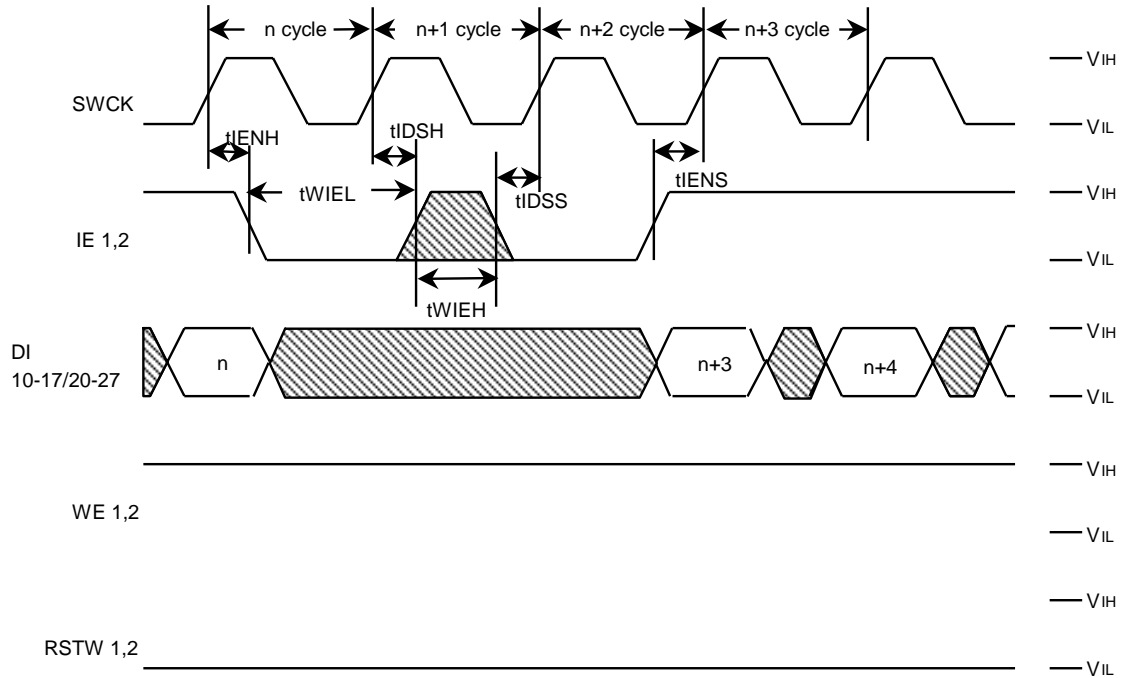 n cycle
n+1 cycle
n+2 cycle
n+3 cycle
SWCK
VIH
VIL
tIENH
tIDSH
tWIEL
tIDSS
tIENS
IE 1,2
VIH
VIL
tWIEH
DI
10-17/20-27
n
n+3
n+4
VIH
VIL
WE 1,2
VIH
VIL
RSTW 1,2
VIH
VIL